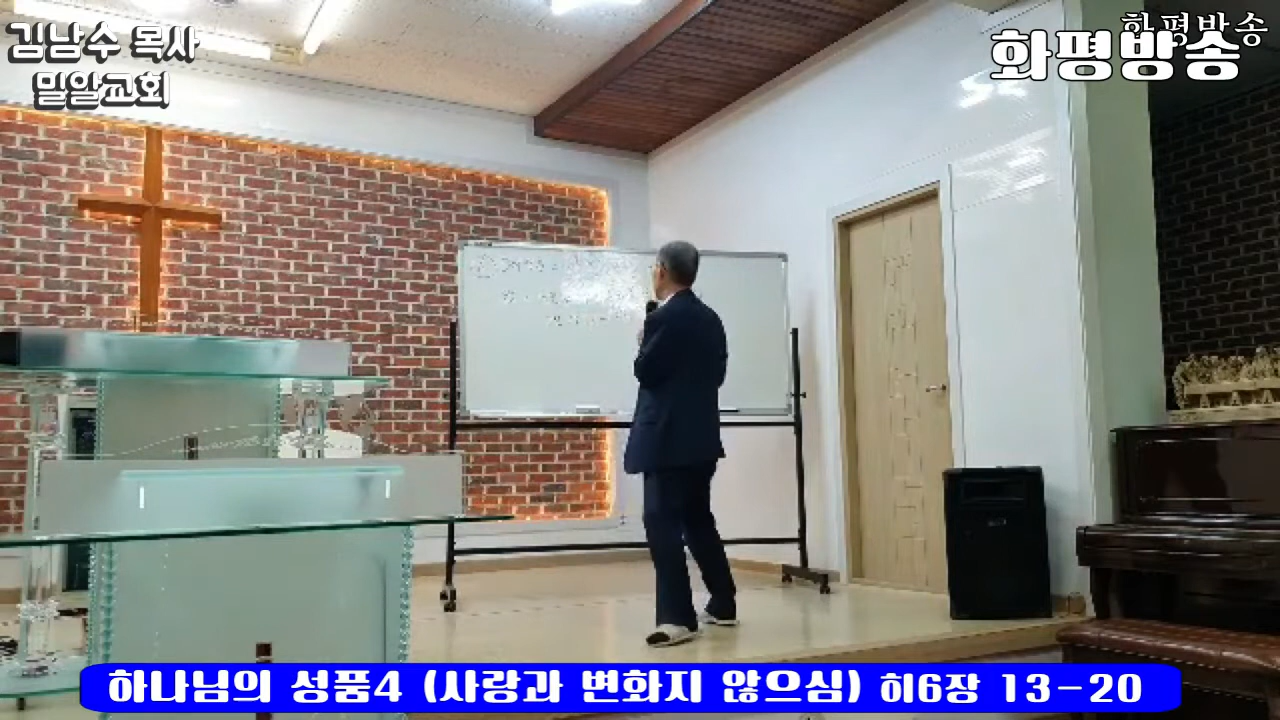 김남수 목사
밀알교회
화평방송
화평방송
하나님의 성품4 (사랑과 변화지 않으심) 히6장 13-20